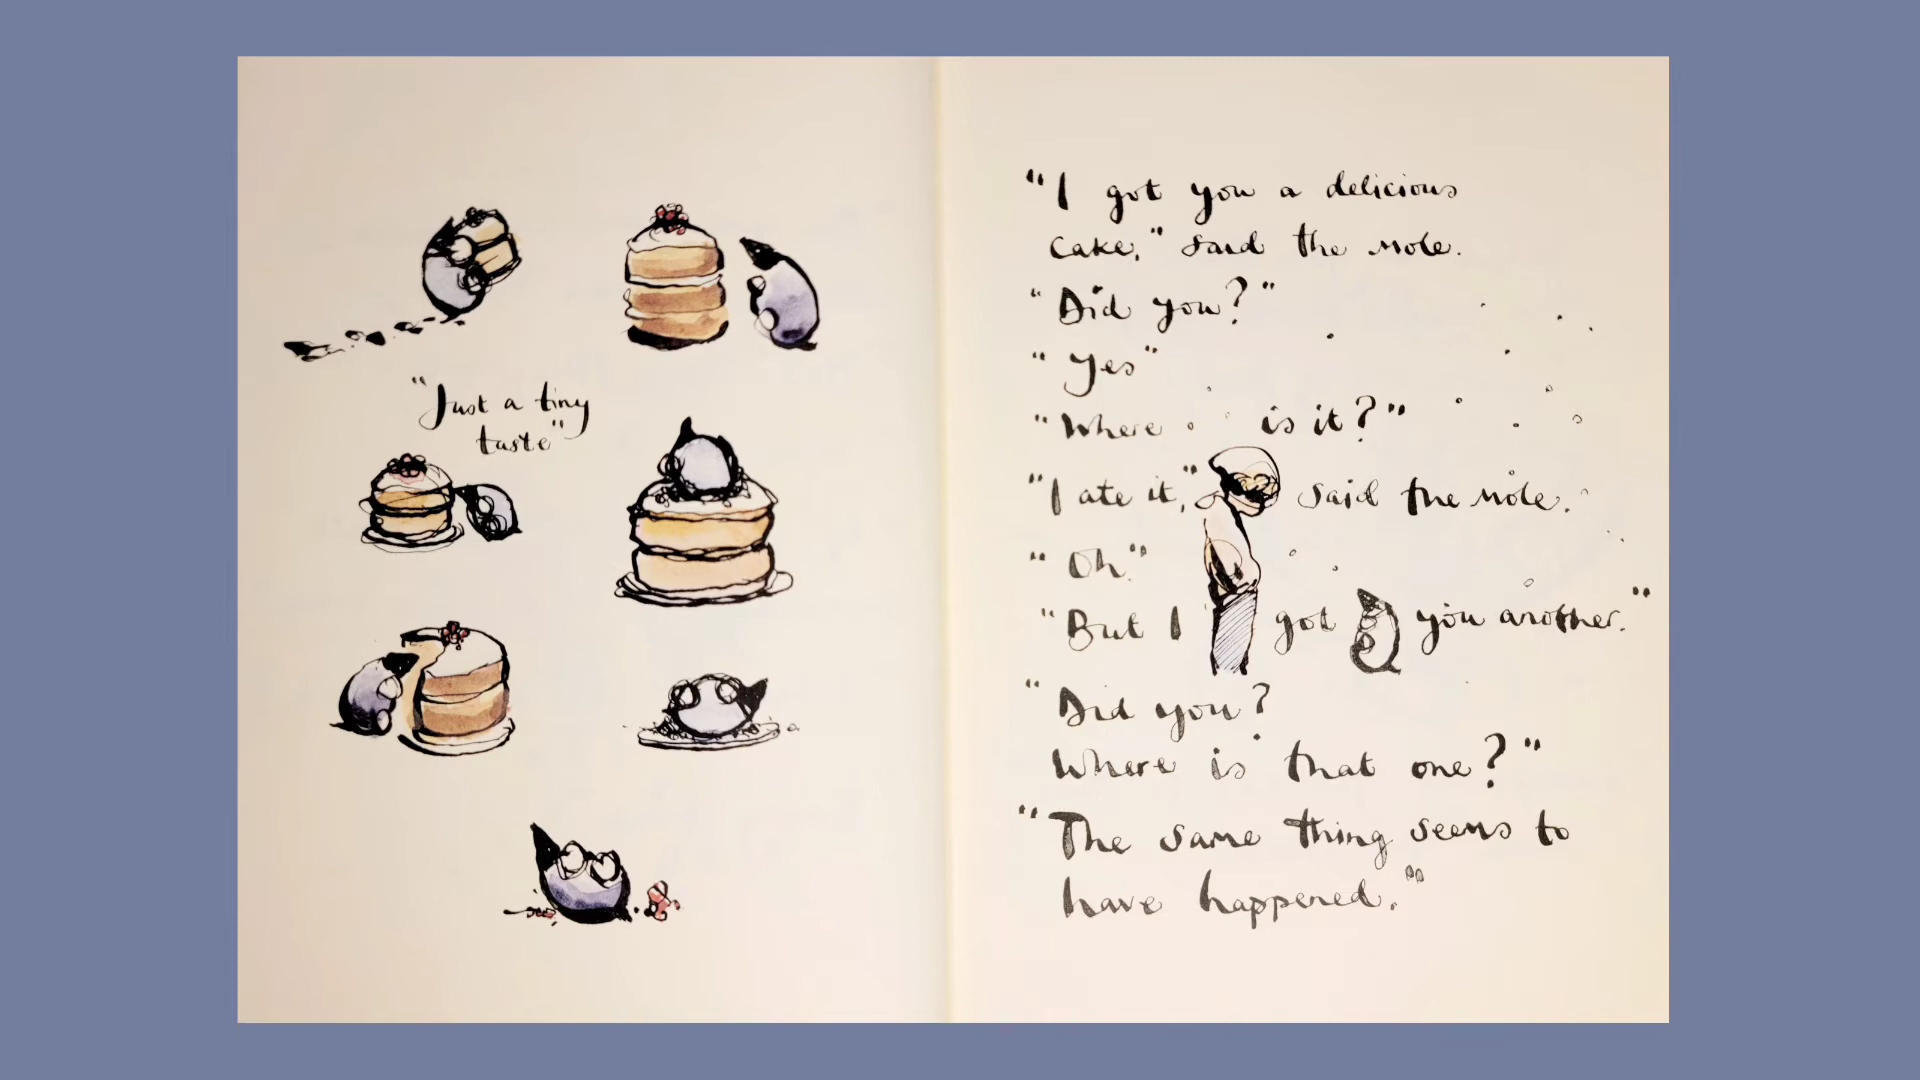 "Just a tiny
taste"
"I got you a delicious
cake," said the mole.
"Did you?"
"Yes"
"Where is it?"
"I ate it," said the mole.
"Oh."
"But I got you another."
"Did you?
Where is that one?"
"The same thing seems to
have happened."